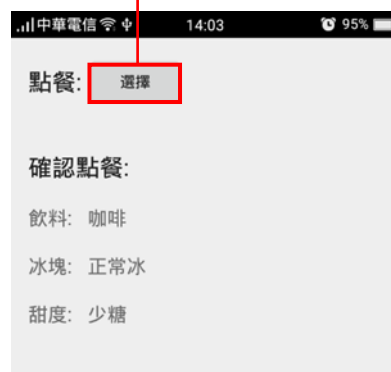 中華電信 14:03 95%
點餐: 選擇
確認點餐:
飲料: 咖啡
冰塊: 正常冰
甜度: 少糖